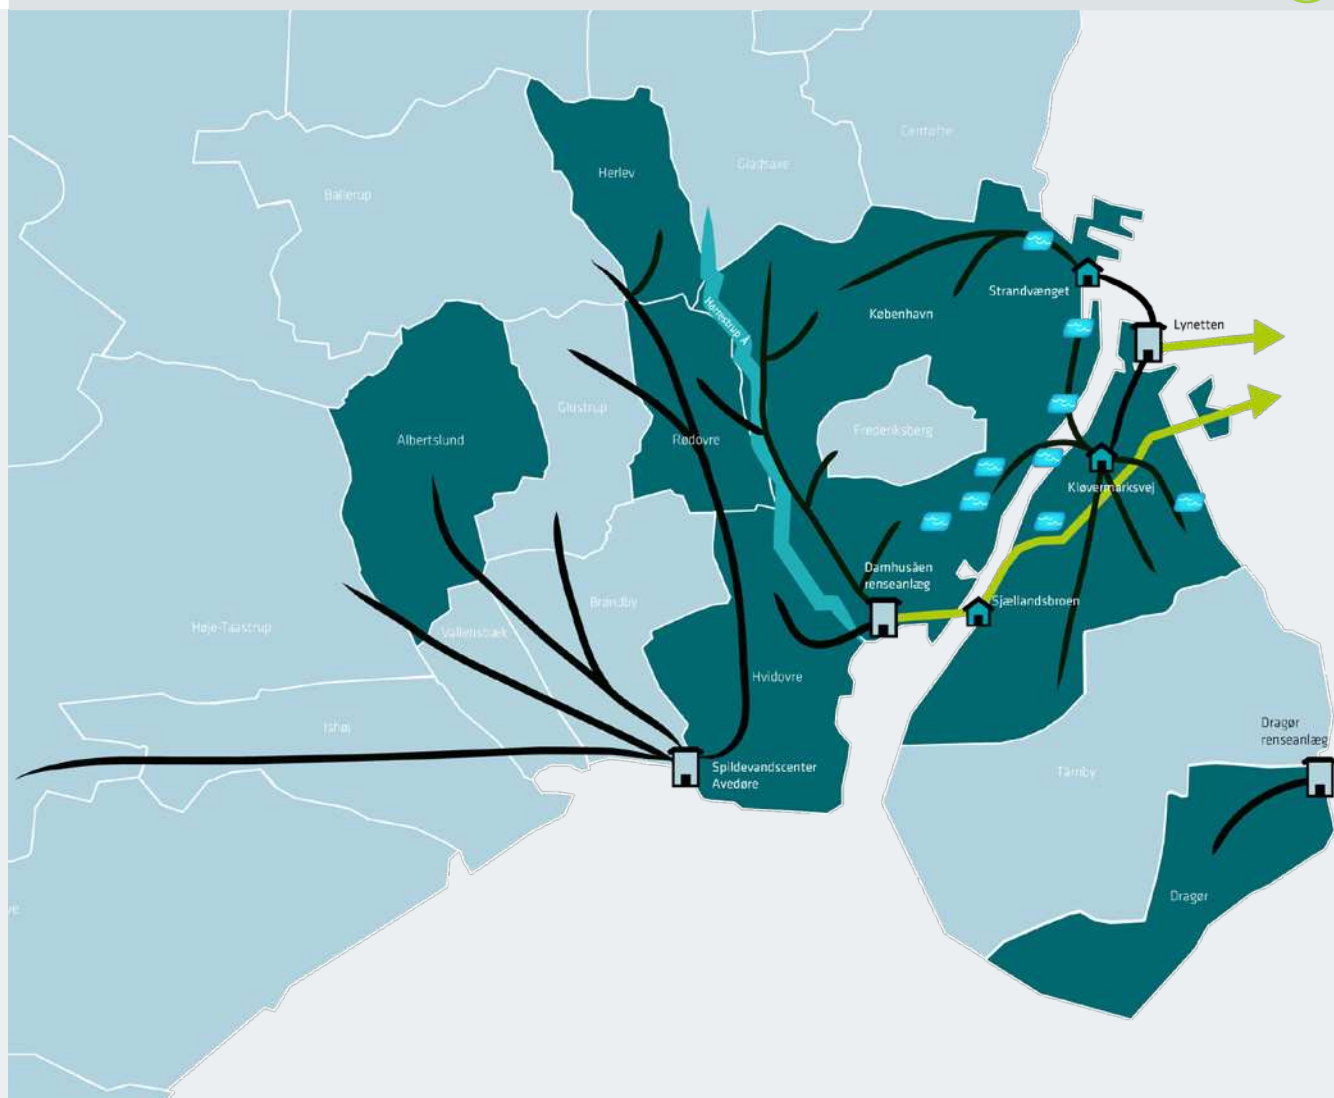 Gentofte
Gladsaxe
Herlev
Ballerup
Harrestrup Å
København
Strandvænget
Lynetten
Glostrup
Albertslund
Rødovre
Frederiksberg
Kløvermarksvej
Damhusåen
renseanlæg
Sjællandsbroen
Brøndby
Høje-Taastrup
Vallensbæk
Hvidovre
Ishøj
Dragør
renseanlæg
Spildevandscenter
Avedøre
Tårnby
Dragør